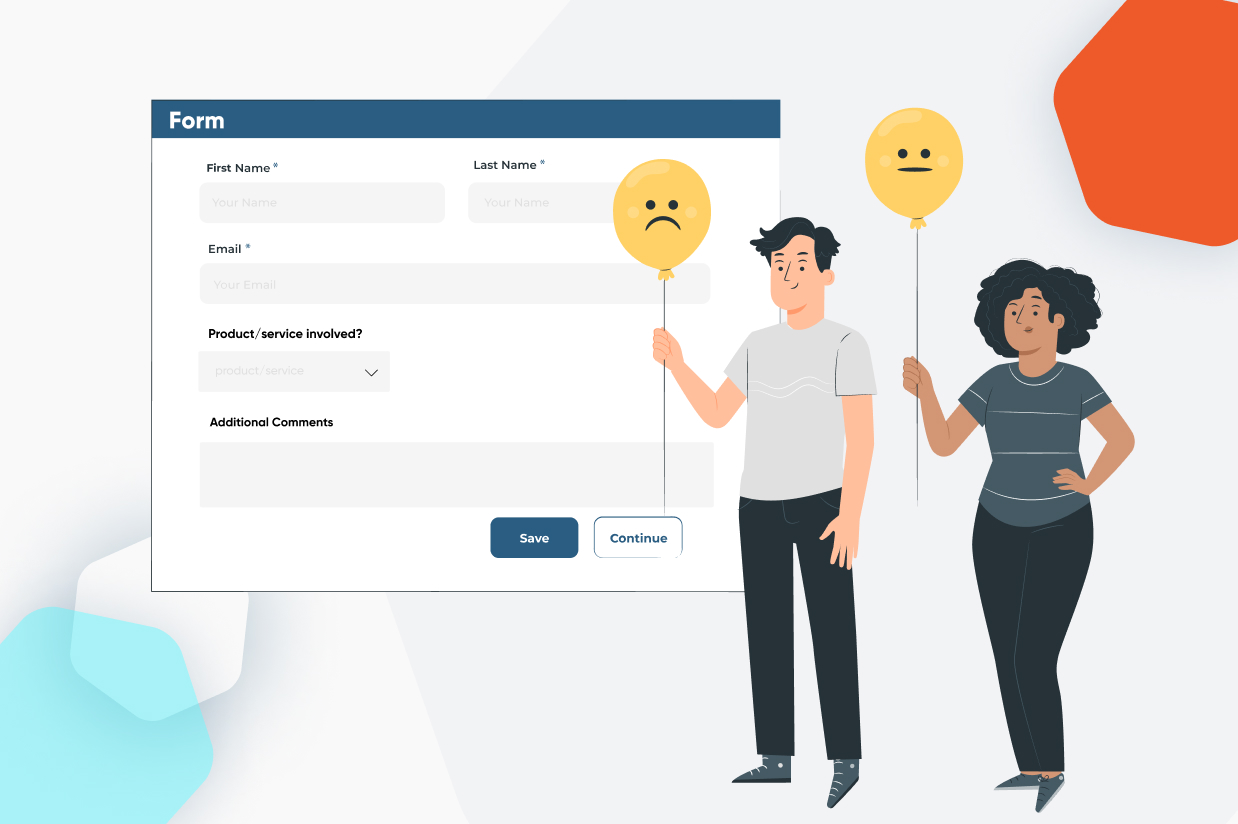 Form
First Name *
Last Name *
Your Name
Your Name
Email *
Your Email
Product/service involved?
product/service
Additional Comments
Save
Continue